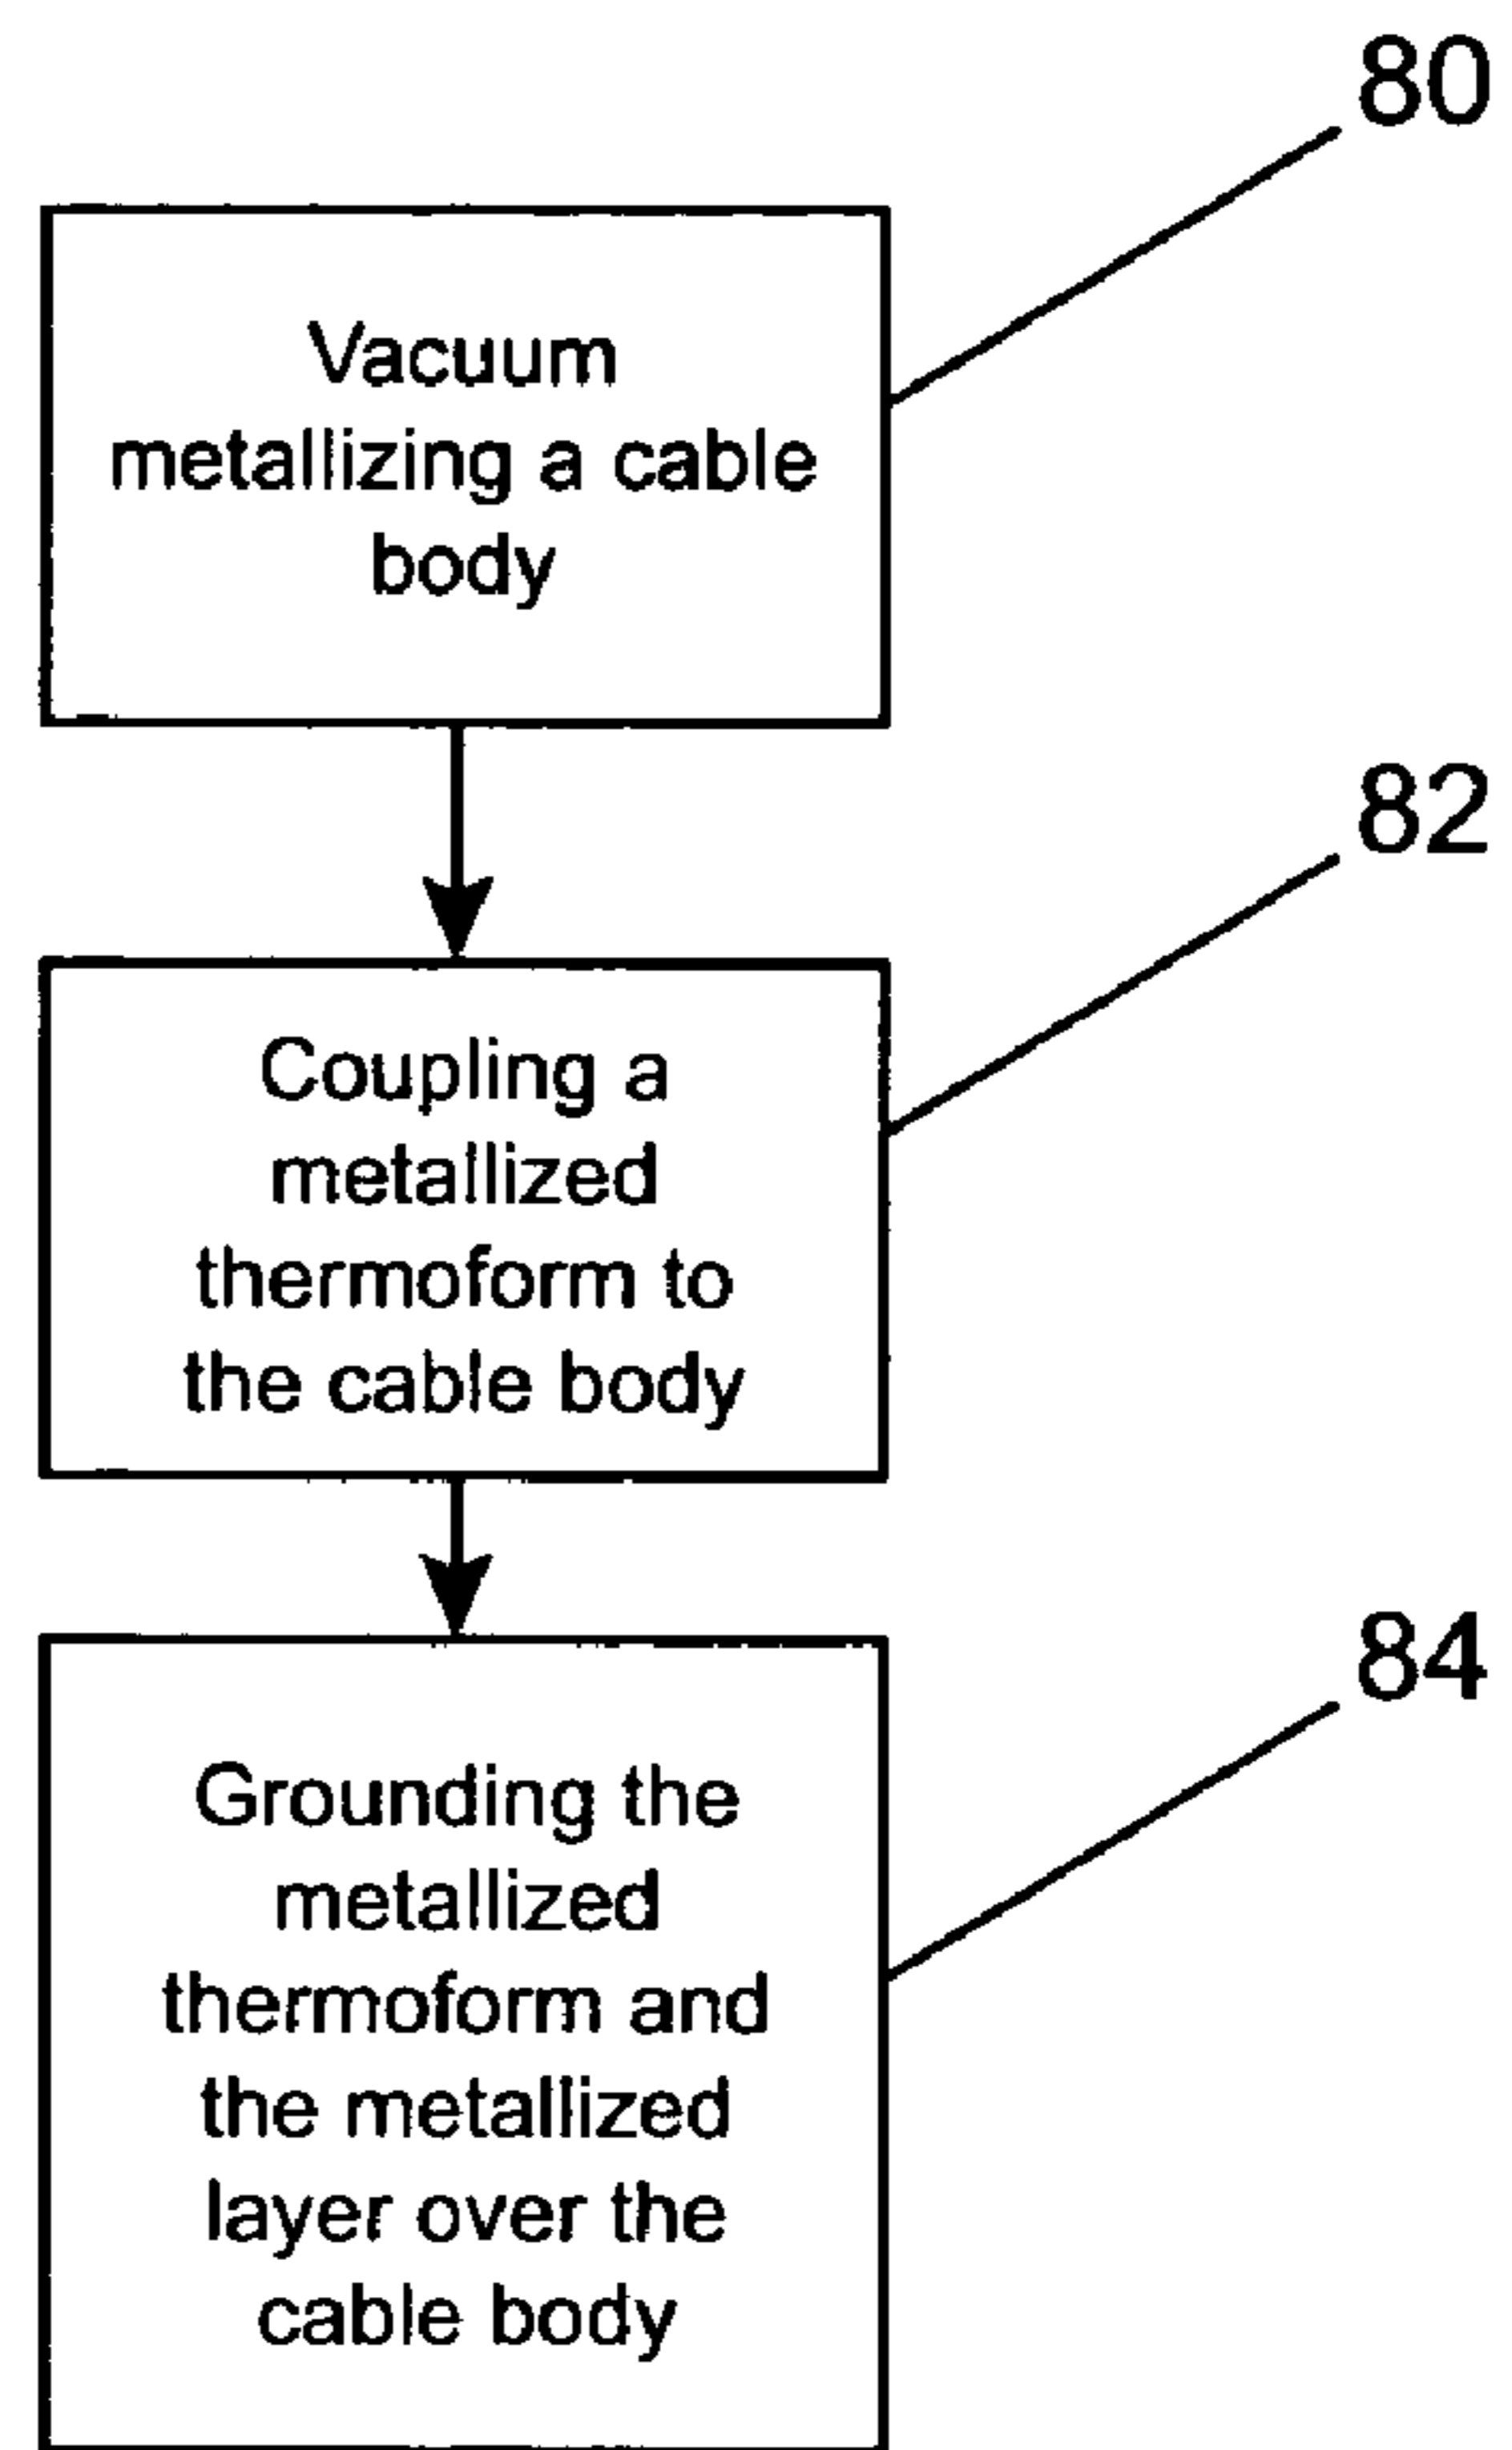 80
Vacuum
metallizing a cable
body
82
Coupling a
metallized
thermoform to
the cable body
84
Grounding the
metallized
thermoform and
the metallized
layer over the
cable body